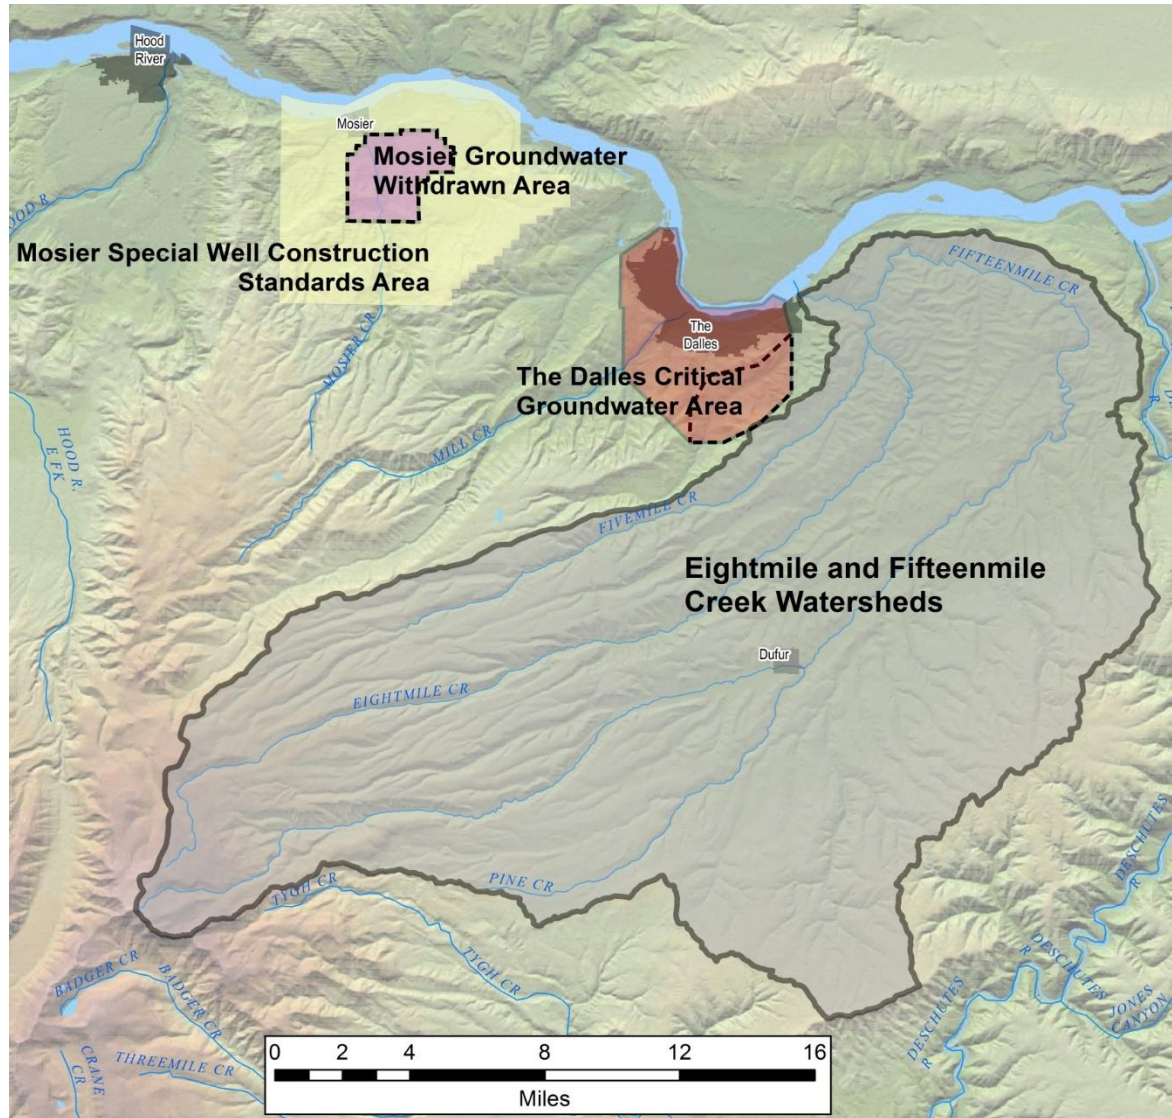 Hood
River
Mosier
Mosier Groundwater
Withdrawn Area
HOOD R.
Mosier Special Well Construction
Standards Area
FIFTEENMILE CR
The
Dalles
MOSIER CR
The Dalles Critical
Groundwater Area
R
HOOD R.
E FK
MILL CR
FIVEMILE CR
Eightmile and Fifteenmile
Creek Watersheds
Dufur
EIGHTMILE CR
DESCHUTES
R
PINE CR
TYGH CR
TYGH CR
BADGER CR
BADGER CR
DESCHUTES
R
DESCHUTES
R
DESCHUTES
JONES
CANYON
CRANE
CR
THREEMILE CR
0 2 4 8 12 16
Miles